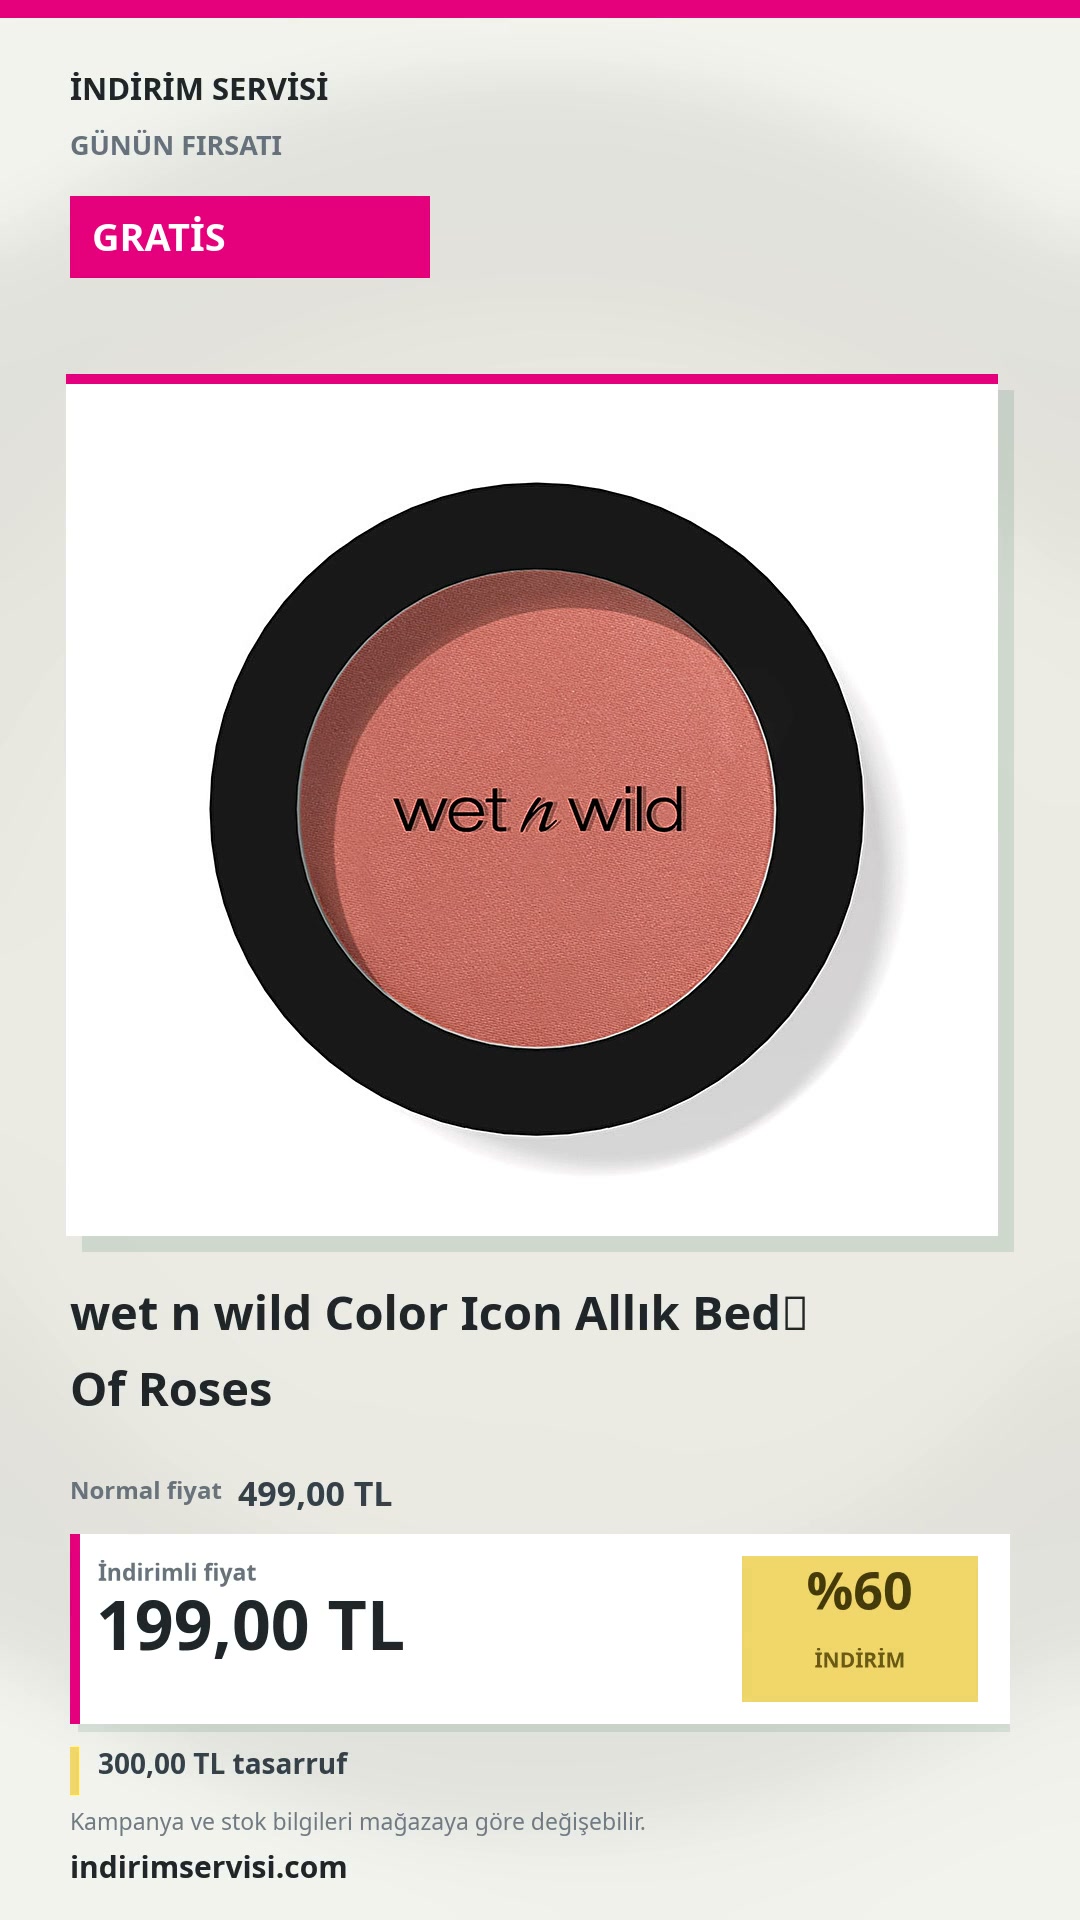 İNDİRİM SERVİSİ
GÜNÜN FIRSATI
GRATİS
wet n wild
wet n wild Color Icon Allık Bed
Of Roses
Normal fiyat 499,00 TL
İndirimli fiyat
199,00 TL
%60
İNDİRİM
300,00 TL tasarruf
Kampanya ve stok bilgileri mağazaya göre değişebilir.
indirimservisi.com